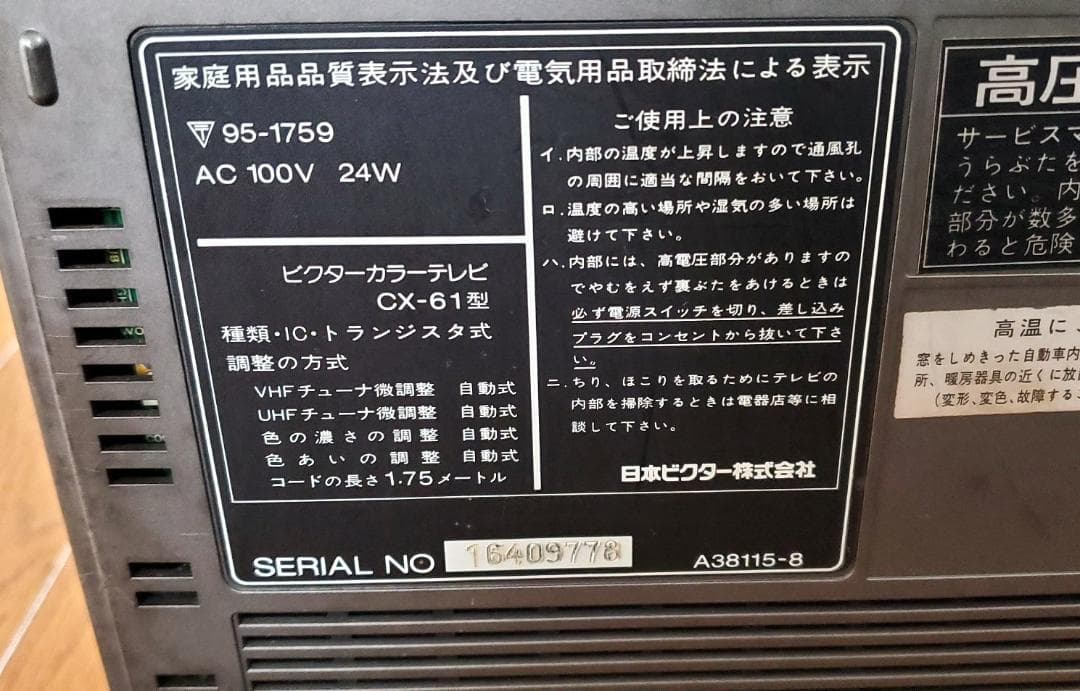 家庭用品品質表示法及び電気用品取締法による表示
〒 95-1759
AC 100V 24W
ビクターカラーテレビ
CX-61型
種類・IC・トランジスタ式
調整の方式
VHFチューナ微調整 自動式
UHFチューナ微調整 自動式
色の濃さの調整 自動式
色あいの調整 自動式
コードの長さ 1.75メートル
ご使用上の注意
イ.内部の温度が上昇しますので通風孔
の周囲に適当な間隔をおいて下さい。
ロ.温度の高い場所や湿気の多い場所は
避けて下さい。
ハ.内部には、高電圧部分がありますの
でやむをえず裏ぶたをあけるときは
必ず電源スイッチを切り、差し込み
プラグをコンセントから抜いて下さ
い。
ニ.ちり、ほこりを取るためにテレビの
内部を掃除するときは電器店等に相
談して下さい。
日本ビクター株式会社
SERIAL NO 16409778
A38115-8
高圧
サービスマ
うらぶたを
ださい。内
部分が数多
わると危険
高温に
窓をしめきった自動車内
所、暖房器具の近くに放
(変形、変色、故障する